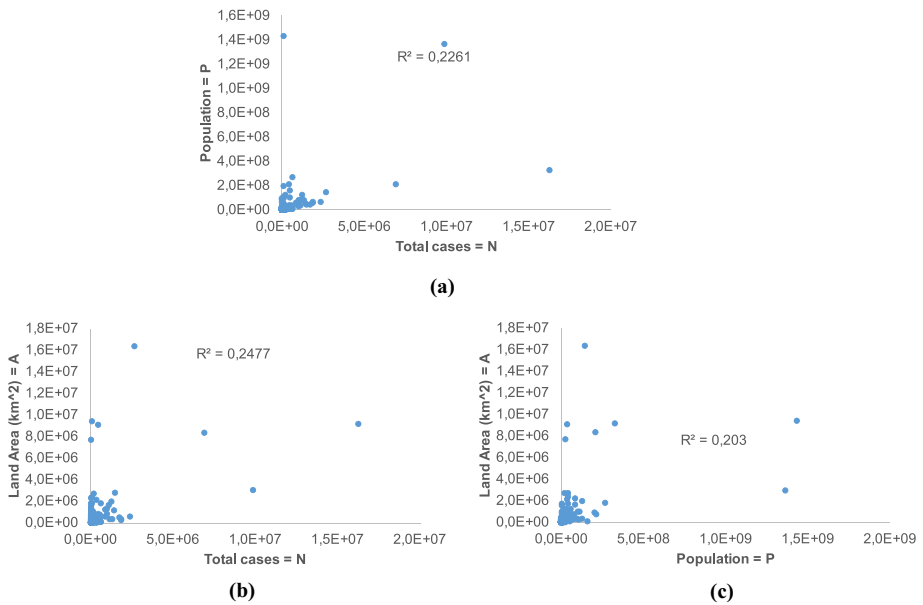 1,6E+09
1,4E+09
1,2E+09
1,0E+09
8,0E+08
6,0E+08
4,0E+08
2,0E+08
0,0E+00
Population = P
R² = 0,2261
0,0E+00 5,0E+06 1,0E+07 1,5E+07 2,0E+07
Total cases = N
(a)
1,8E+07
1,6E+07
1,4E+07
1,2E+07
1,0E+07
8,0E+06
6,0E+06
4,0E+06
2,0E+06
0,0E+00
Land Area (km^2) = A
R² = 0,2477
0,0E+00 5,0E+06 1,0E+07 1,5E+07 2,0E+07
Total cases = N
(b)
1,8E+07
1,6E+07
1,4E+07
1,2E+07
1,0E+07
8,0E+06
6,0E+06
4,0E+06
2,0E+06
0,0E+00
Land Area (km^2) = A
R² = 0,203
0,0E+00 5,0E+08 1,0E+09 1,5E+09 2,0E+09
Population = P
(c)